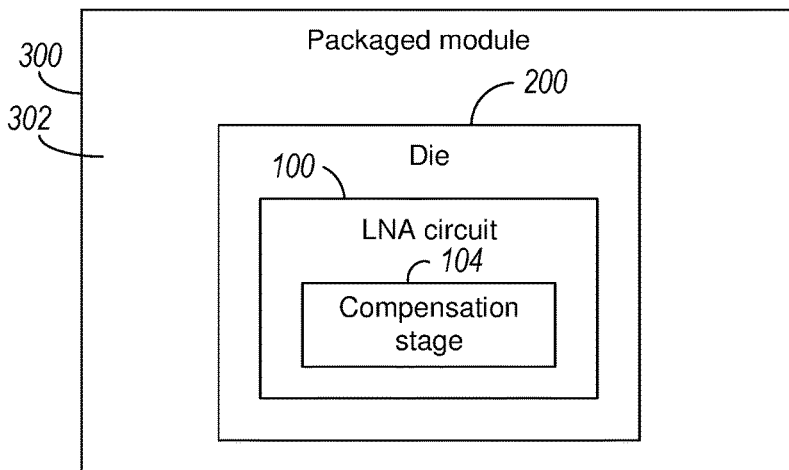 Packaged module
300
200
302
Die
100
LNA circuit
104
Compensation
stage